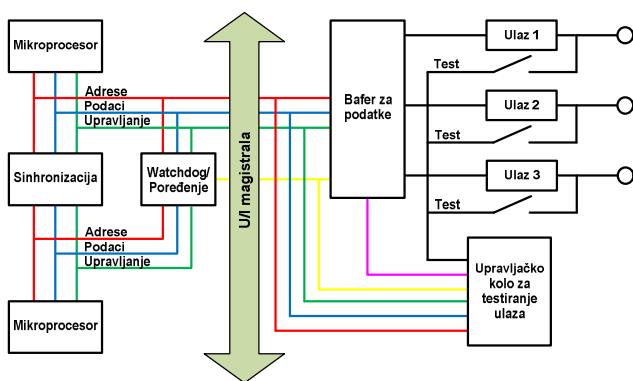 Mikroprocesor
Adrese
Podaci
Upravljanje
Sinhronizacija
Watchdog/
Poređenje
Adrese
Podaci
Upravljanje
Mikroprocesor
U/I magistrala
Bafer za
podatke
Ulaz 1
Test
Ulaz 2
Test
Ulaz 3
Test
Upravljačko
kolo za
testiranje
ulaza